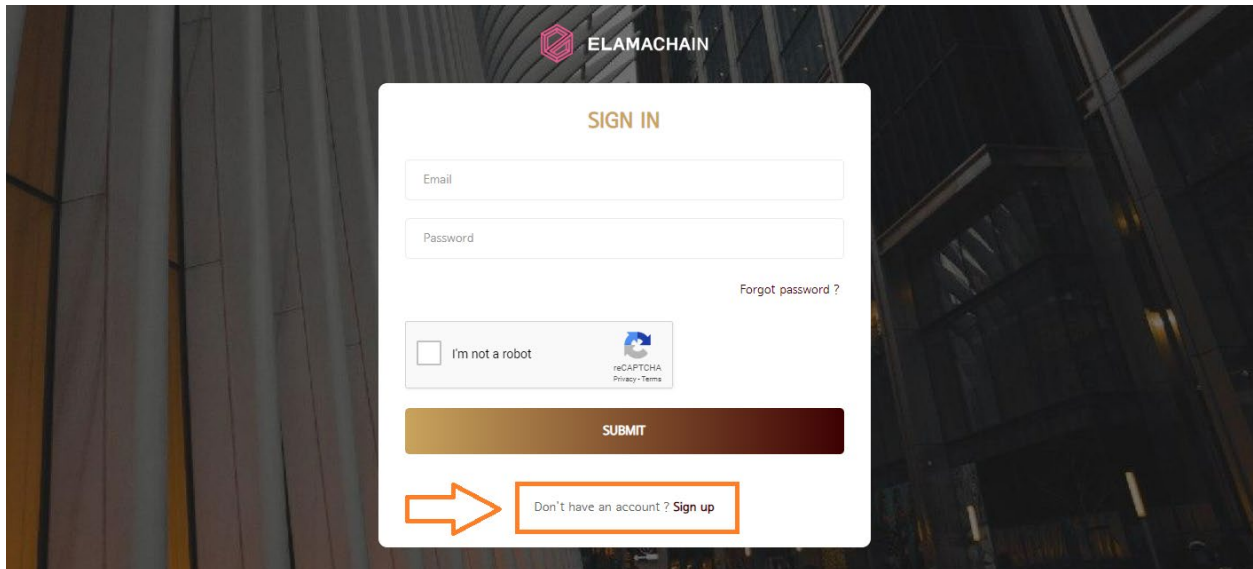 ELAMACHAIN
SIGN IN
Email
Password
Forgot password ?
I'm not a robot
reCAPTCHA
Privacy - Terms
SUBMIT
Don't have an account ? Sign up